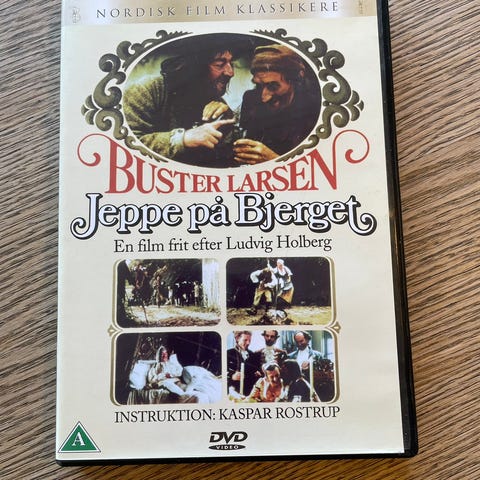 NORDISK FILM KLASSIKERE
BUSTER LARSEN
Jeppe på Bjerget
En film frit efter Ludvig Holberg
INSTRUKTION: KASPAR ROSTRUP
A
DVD
VIDEO